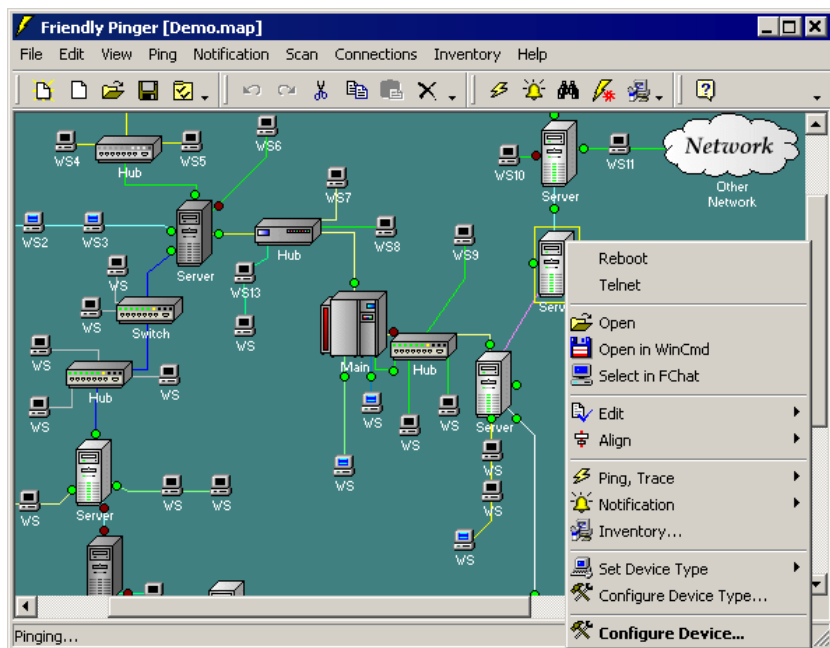 Friendly Pinger [Demo.map]
File Edit View Ping Notification Scan Connections Inventory Help
WS4
Hub
WS5
WS6
WS7
WS10
Server
WS11
Network
Other
Network
WS2
WS3
Server
Hub
WS8
WS9
WS
WS13
WS
Switch
WS
Main
Hub
WS
Hub
WS
WS
WS
WS
WS
Server
WS
WS
WS
WS
Server
WS
WS
WS
Reboot
Telnet
Open
Open in WinCmd
Select in FChat
Edit
Align
Ping, Trace
Notification
Inventory...
Set Device Type
Configure Device Type...
Configure Device...
Pinging...